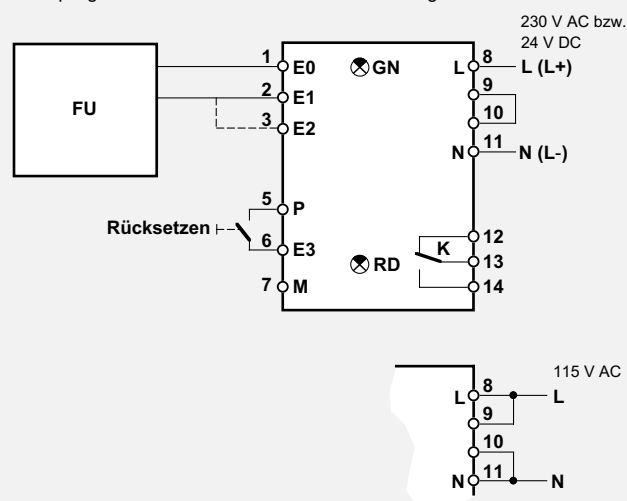 230 V AC bzw.
24 V DC
FU
1 E0 GN L 8 L (L+)
2 E1 9
3 E2 10
N 11 N (L-)
5 P
Rücksetzen
6 E3
7 M
RD
K
12
13
14
115 V AC
L 8 L
9
10
N 11 N